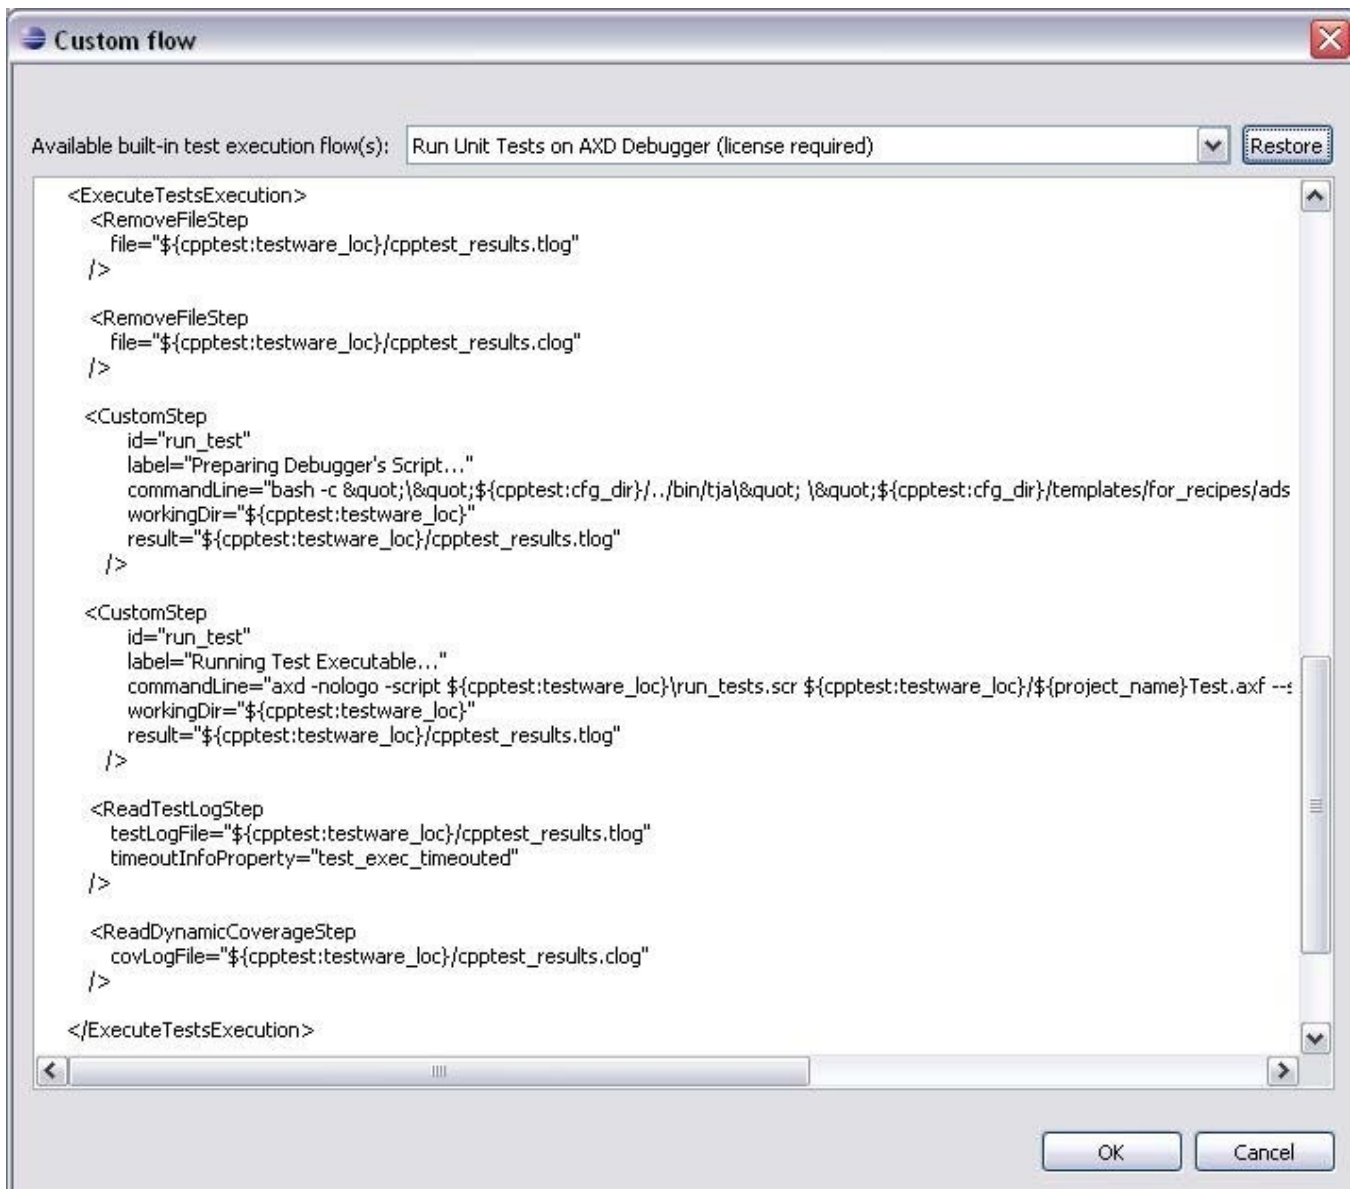 Custom flow
Available built-in test execution flow(s): Run Unit Tests on AXD Debugger (license required) Restore
<ExecuteTestsExecution>
<RemoveFileStep
file="${cpptest:testware_loc}/cpptest_results.tlog"
/>
<RemoveFileStep
file="${cpptest:testware_loc}/cpptest_results.clog"
/>
<CustomStep
id="run_test"
label="Preparing Debugger's Script..."
commandLine="bash -c &quot;\&quot;${cpptest:cfg_dir}/../bin/tja\&quot; \&quot;${cpptest:cfg_dir}/templates/for_recipes/ads
workingDir="${cpptest:testware_loc}"
result="${cpptest:testware_loc}/cpptest_results.tlog"
/>
<CustomStep
id="run_test"
label="Running Test Executable..."
commandLine="axd -nologo -script ${cpptest:testware_loc}\run_tests.scr ${cpptest:testware_loc}/${project_name}Test.axf --s
workingDir="${cpptest:testware_loc}"
result="${cpptest:testware_loc}/cpptest_results.tlog"
/>
<ReadTestLogStep
testLogFile="${cpptest:testware_loc}/cpptest_results.tlog"
timeoutInfoProperty="test_exec_timeouted"
/>
<ReadDynamicCoverageStep
covLogFile="${cpptest:testware_loc}/cpptest_results.clog"
/>
</ExecuteTestsExecution>
OK Cancel